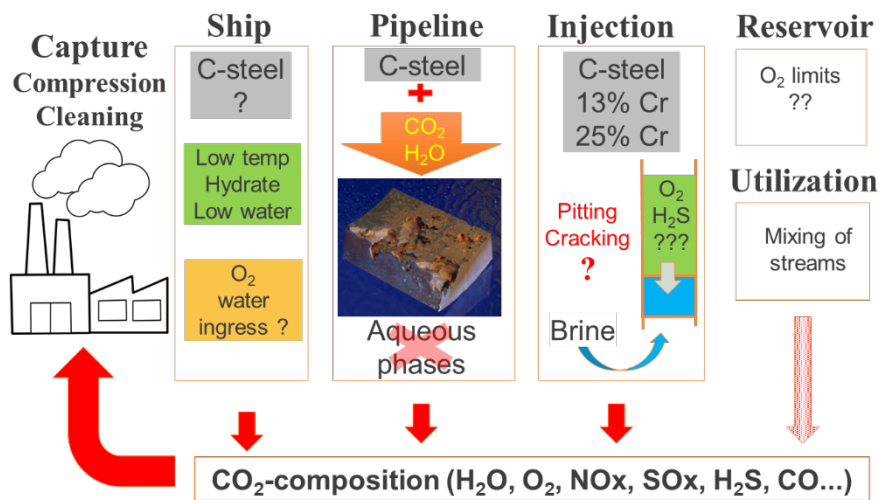 Capture
Compression
Cleaning
Ship
C-steel
?
Low temp
Hydrate
Low water
O₂
water
ingress ?
Pipeline
C-steel
+
CO₂
H₂O
Aqueous
phases
Injection
C-steel
13% Cr
25% Cr
Pitting
Cracking
?
O₂
H₂S
???
Brine
Reservoir
O₂ limits
??
Utilization
Mixing of
streams
CO₂-composition (H₂O, O₂, NOx, SOx, H₂S, CO...)